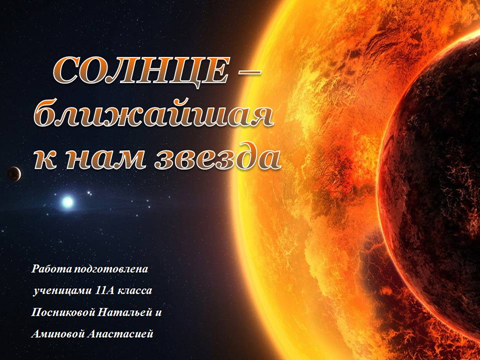 СОЛНЦЕ –
ближайшая
к нам звезда
Работа подготовлена
ученицами 11А класса
Посниковой Натальей и
Аминовой Анастасией